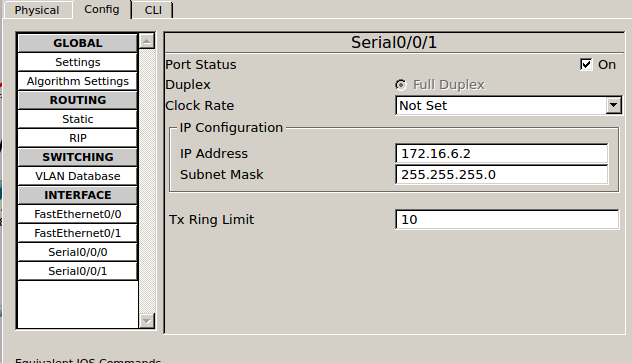 Physical Config CLI
GLOBAL
Settings
Algorithm Settings
ROUTING
Static
RIP
SWITCHING
VLAN Database
INTERFACE
FastEthernet0/0
FastEthernet0/1
Serial0/0/0
Serial0/0/1
Serial0/0/1
Port Status On
Duplex Full Duplex
Clock Rate Not Set
IP Configuration
IP Address 172.16.6.2
Subnet Mask 255.255.255.0
Tx Ring Limit 10
Equivalent IOS Commands